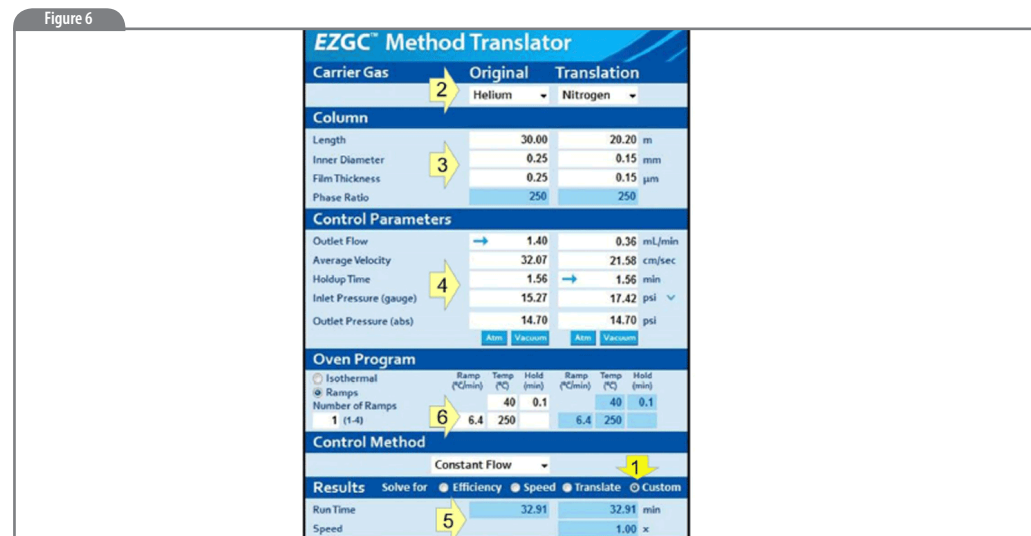 Figure 6
EZGC™ Method Translator
Carrier Gas Original Translation
2 Helium Nitrogen
Column
Length 30.00 20.20 m
Inner Diameter 0.25 0.15 mm
3
Film Thickness 0.25 0.15 µm
Phase Ratio 250 250
Control Parameters
Outlet Flow → 1.40 0.36 mL/min
Average Velocity 32.07 21.58 cm/sec
Holdup Time 1.56 → 1.56 min
4
Inlet Pressure (gauge) 15.27 17.42 psi
Outlet Pressure (abs) 14.70 14.70 psi
Atm Vacuum Atm Vacuum
Oven Program
Isothermal Ramp Temp Hold Ramp Temp Hold
Ramps (°C/min) (°C) (min) (°C/min) (°C) (min)
Number of Ramps 40 0.1 40 0.1
1 (1-4) 6 6.4 250 6.4 250
Control Method
Constant Flow 1
Results Solve for Efficiency Speed Translate Custom
Run Time 32.91 32.91 min
5
Speed 1.00 x